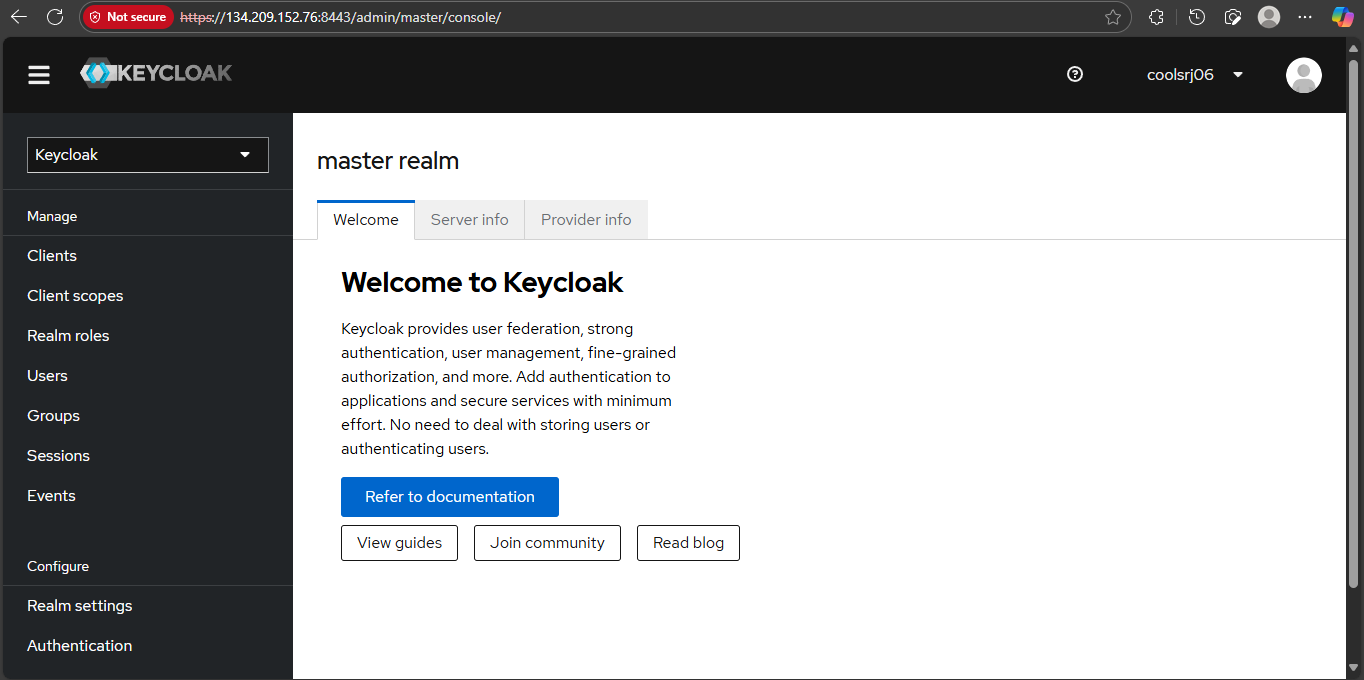 Not secure https://134.209.152.76:8443/admin/master/console/
KEYCLOAK
coolsrj06
Keycloak
Manage
Clients
Client scopes
Realm roles
Users
Groups
Sessions
Events
Configure
Realm settings
Authentication
master realm
Welcome Server info Provider info
Welcome to Keycloak
Keycloak provides user federation, strong
authentication, user management, fine-grained
authorization, and more. Add authentication to
applications and secure services with minimum
effort. No need to deal with storing users or
authenticating users.
Refer to documentation
View guides Join community Read blog